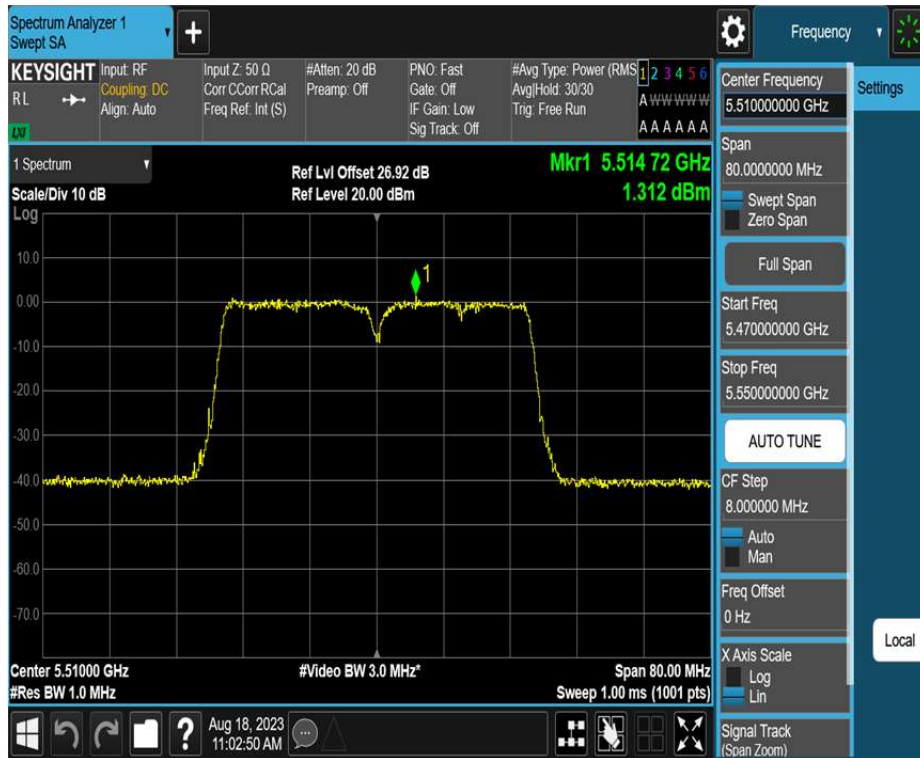 Spectrum Analyzer 1
Swept SA
+
Frequency
KEYSIGHT
RL
LXI
Input: RF
Coupling: DC
Align: Auto
Input Z: 50 Ω
Corr CCorr RCal
Freq Ref: Int (S)
#Atten: 20 dB
Preamp: Off
PNO: Fast
Gate: Off
IF Gain: Low
Sig Track: Off
#Avg Type: Power (RMS
Avg|Hold: 30/30
Trig: Free Run
1 2 3 4 5 6
A W W W W W
A A A A A A
Center Frequency
5.510000000 GHz
Settings
1 Spectrum
Scale/Div 10 dB
Log
Ref Lvl Offset 26.92 dB
Ref Level 20.00 dBm
Mkr1 5.514 72 GHz
1.312 dBm
Span
80.0000000 MHz
Swept Span
Zero Span
Full Span
Start Freq
5.470000000 GHz
Stop Freq
5.550000000 GHz
AUTO TUNE
CF Step
8.000000 MHz
Auto
Man
Freq Offset
0 Hz
X Axis Scale
Log
Lin
Signal Track
(Span Zoom)
Local
1
10.0
0.00
-10.0
-20.0
-30.0
-40.0
-50.0
-60.0
-70.0
Center 5.51000 GHz
#Res BW 1.0 MHz
#Video BW 3.0 MHz*
Span 80.00 MHz
Sweep 1.00 ms (1001 pts)
?
Aug 18, 2023
11:02:50 AM